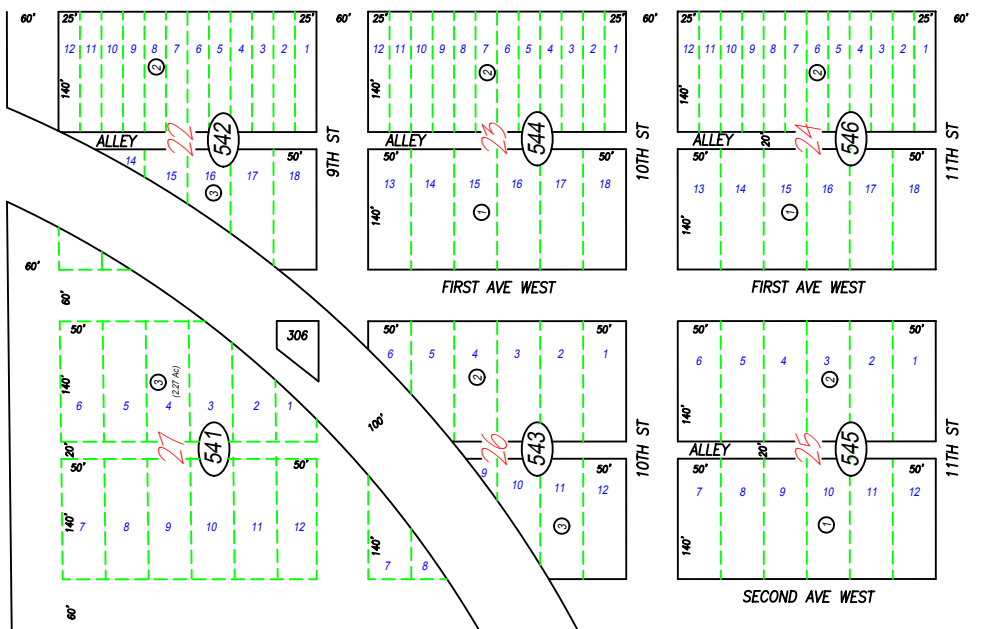 60' 25' 25' 60' 25' 25' 60' 25' 25' 60'
12 11 10 9 8 7 6 5 4 3 2 1
12 11 10 9 8 7 6 5 4 3 2 1
12 11 10 9 8 7 6 5 4 3 2 1
2 2 2
140' 140' 140'
ALLEY 22 542 9TH ST
ALLEY 23 544 10TH ST
ALLEY 20' 24 546 11TH ST
50' 50' 50' 50' 50'
14 15 16 17 18
13 14 15 16 17 18
13 14 15 16 17 18
3 1 1
140' 140'
60'
60'
FIRST AVE WEST FIRST AVE WEST
50' 306 50' 50' 50' 50'
6 5 4 3 2 1
6 5 4 3 2 1
3 (2.27 Ac) 2 2
140' 140'
6 5 4 3 2 1
100'
20' 27 541
26 543 10TH ST
ALLEY 20' 25 545 11TH ST
50' 50' 50' 50' 50'
9 10 11 12
7 8 9 10 11 12
7 8 9 10 11 12
140' 3 1
140' 140'
7 8
SECOND AVE WEST
60'